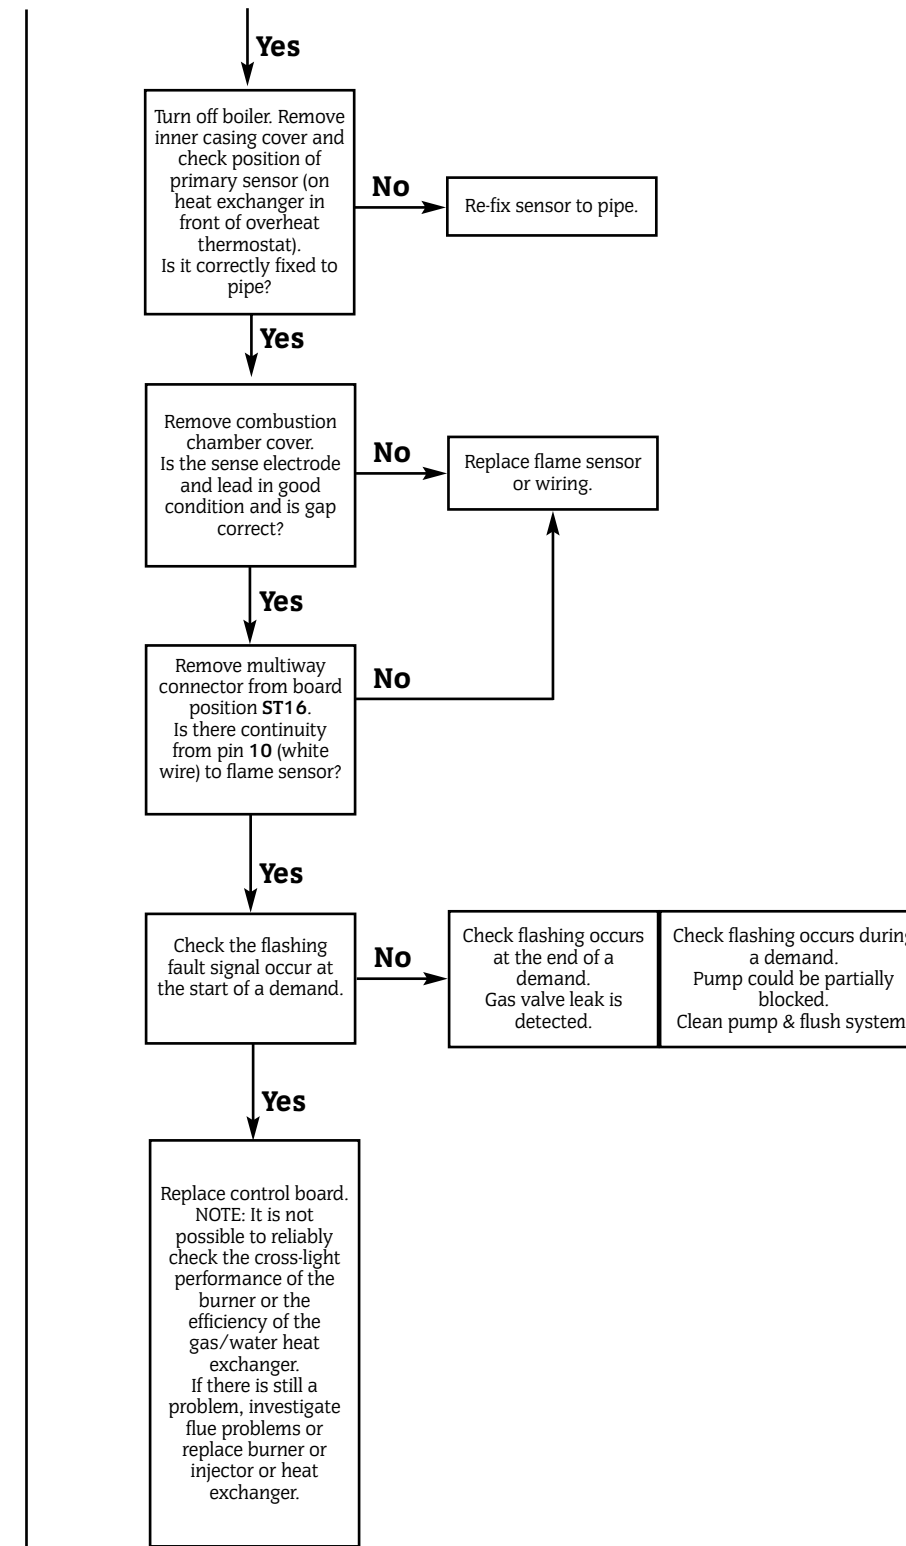 Yes
Turn off boiler. Remove
inner casing cover and
check position of
primary sensor (on
heat exchanger in
front of overheat
thermostat).
Is it correctly fixed to
pipe?
No
Re-fix sensor to pipe.
Yes
Remove combustion
chamber cover.
Is the sense electrode
and lead in good
condition and is gap
correct?
No
Replace flame sensor
or wiring.
Yes
Remove multiway
connector from board
position ST16.
Is there continuity
from pin 10 (white
wire) to flame sensor?
No
Yes
Check the flashing
fault signal occur at
the start of a demand.
No
Check flashing occurs
at the end of a
demand.
Gas valve leak is
detected.
Check flashing occurs during
a demand.
Pump could be partially
blocked.
Clean pump & flush system
Yes
Replace control board.
NOTE: It is not
possible to reliably
check the cross-light
performance of the
burner or the
efficiency of the
gas/water heat
exchanger.
If there is still a
problem, investigate
flue problems or
replace burner or
injector or heat
exchanger.